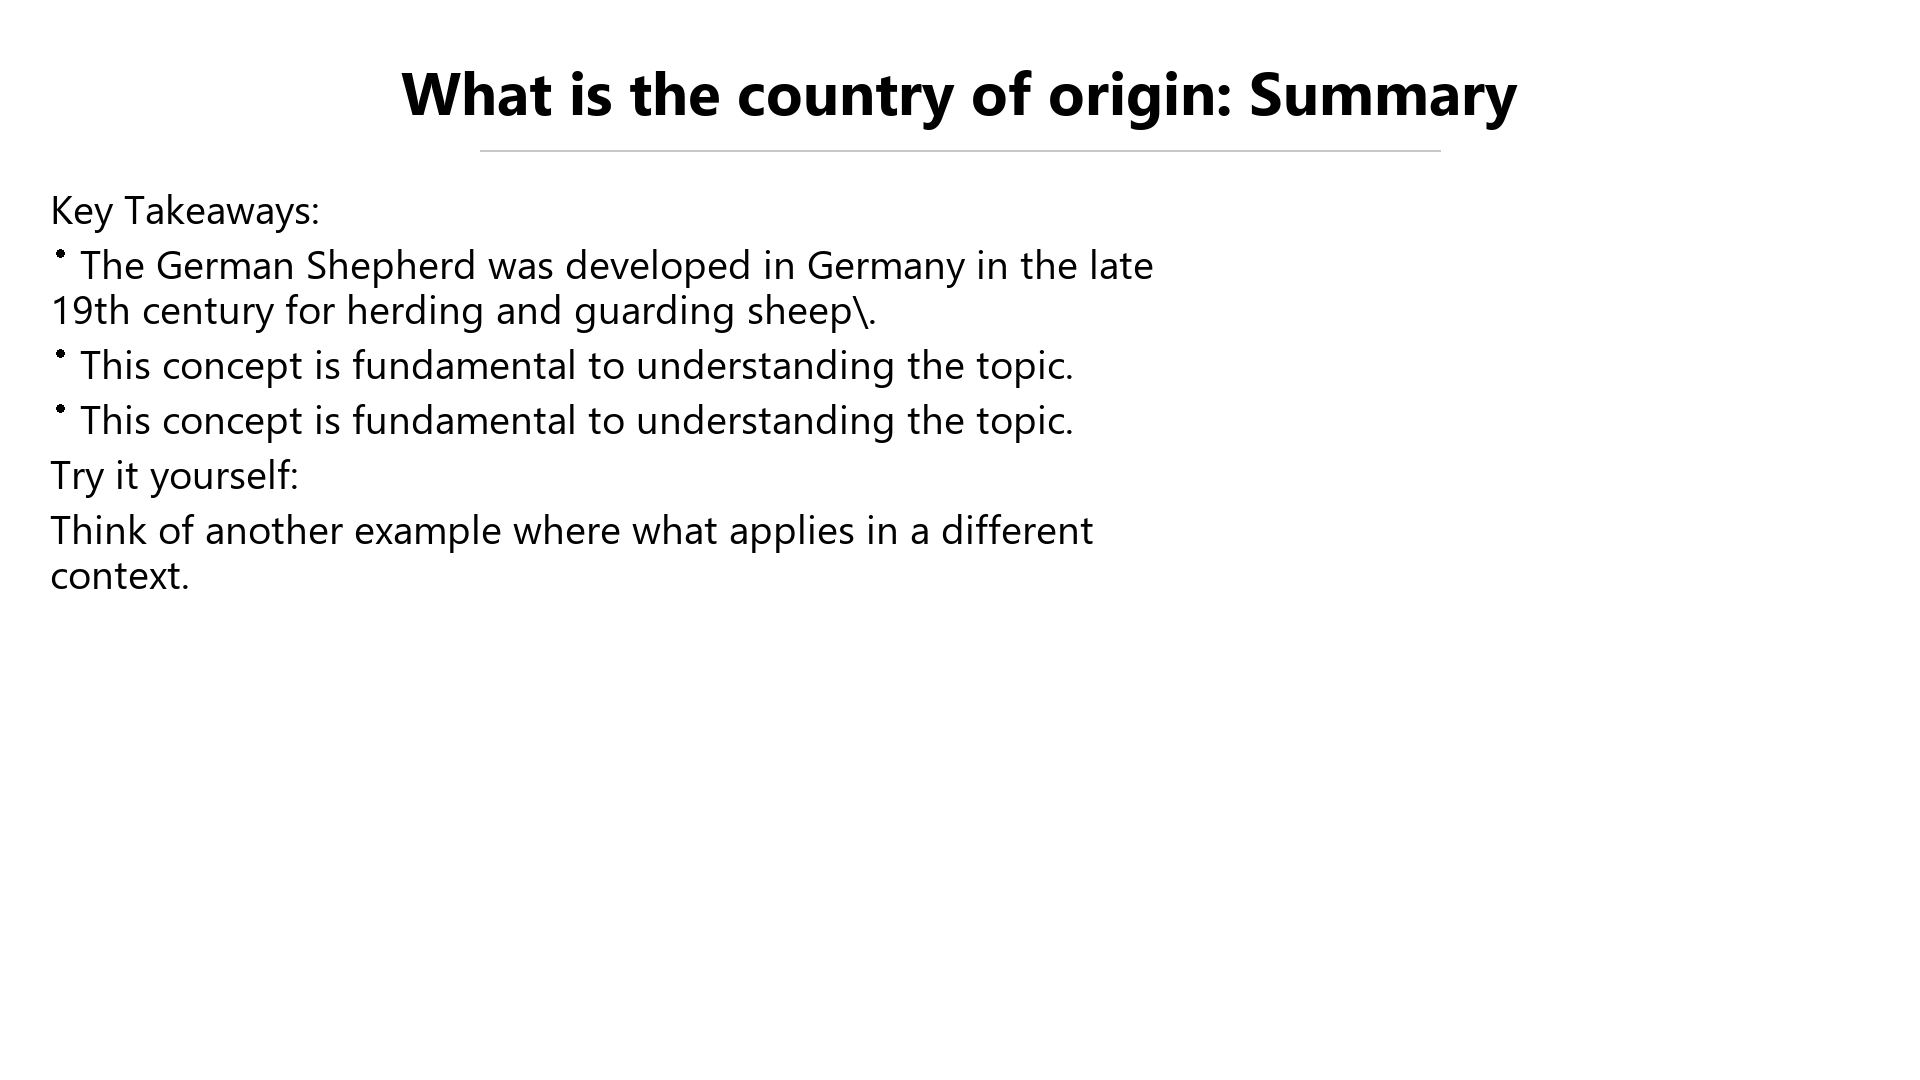 What is the country of origin: Summary
Key Takeaways:
• The German Shepherd was developed in Germany in the late
19th century for herding and guarding sheep\.
• This concept is fundamental to understanding the topic.
• This concept is fundamental to understanding the topic.
Try it yourself:
Think of another example where what applies in a different
context.